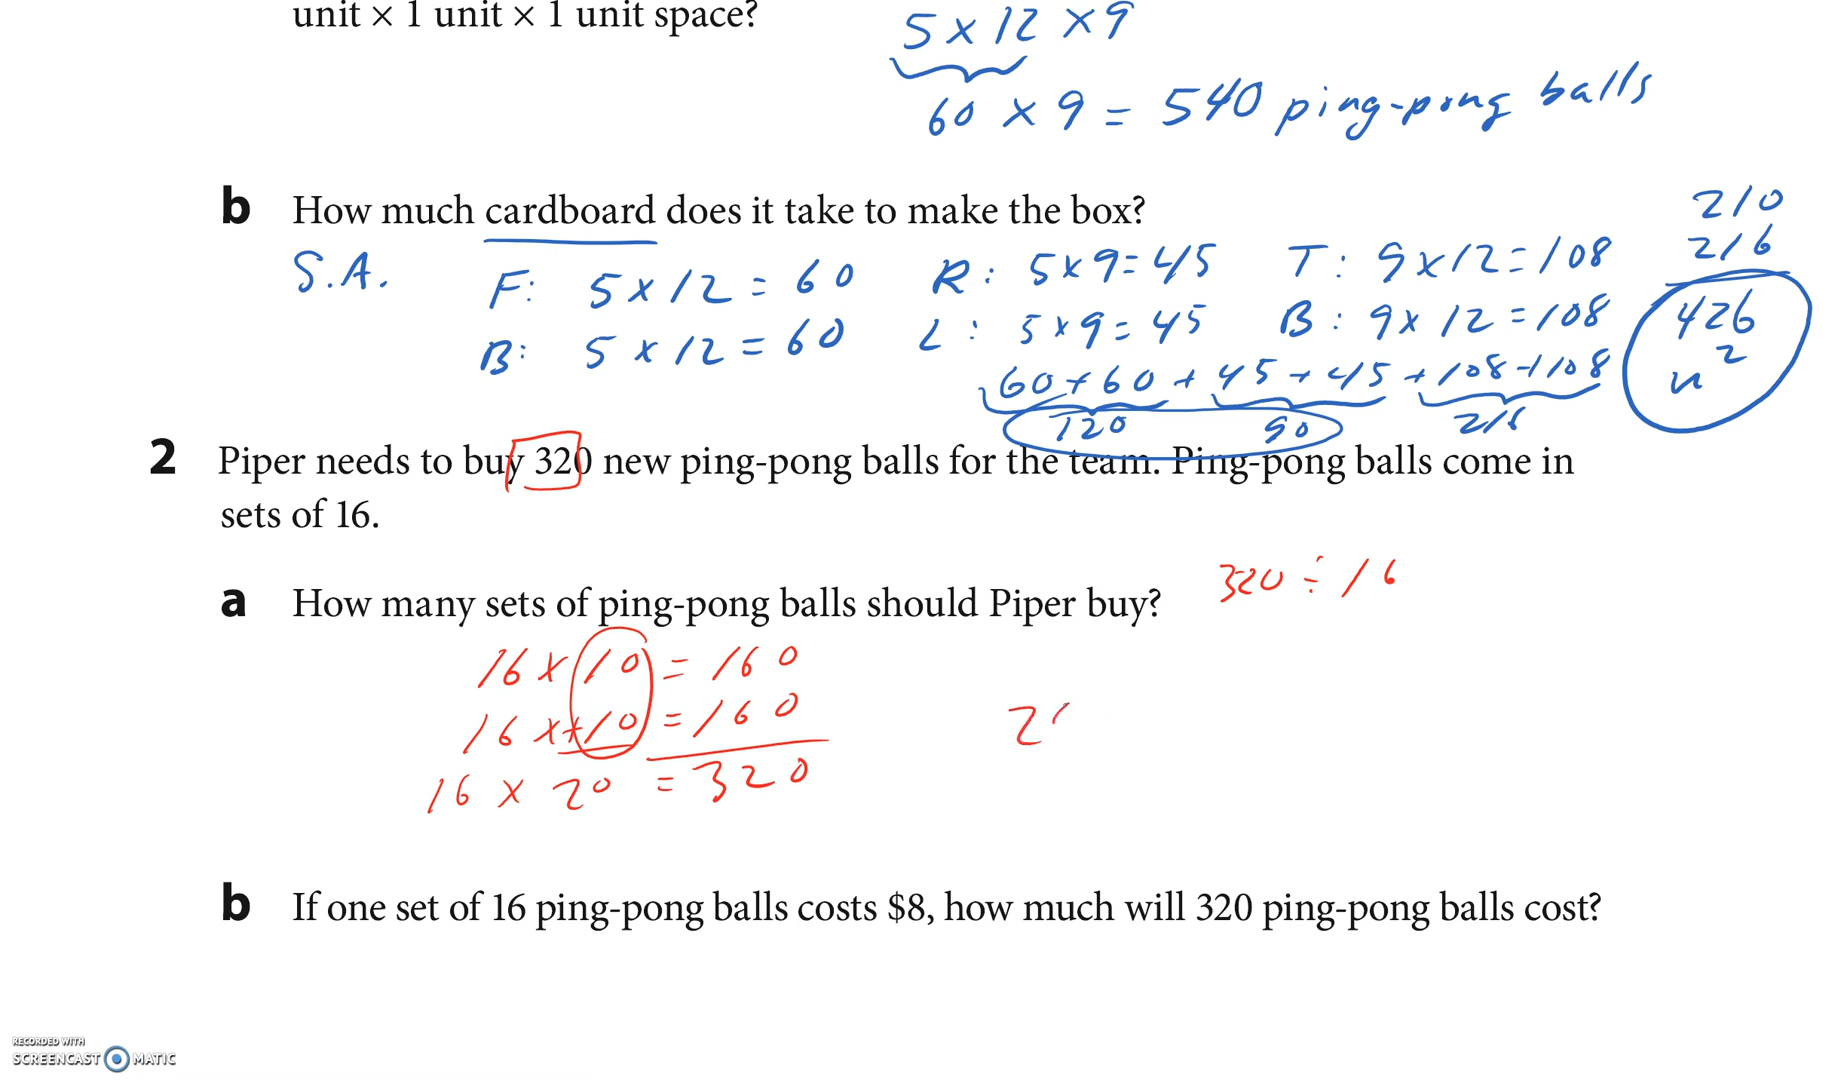 unit × 1 unit × 1 unit space?
5 × 12 × 9
60 × 9 = 540 ping-pong balls
b How much cardboard does it take to make the box?
S.A.
F: 5 × 12 = 60 R: 5 × 9 = 45 T: 9 × 12 = 108
B: 5 × 12 = 60 L: 5 × 9 = 45 B: 9 × 12 = 108
60 + 60 + 45 + 45 + 108 + 108
120 90 216
210
216
426
u²
2 Piper needs to buy 320 new ping-pong balls for the team. Ping-pong balls come in
sets of 16.
a How many sets of ping-pong balls should Piper buy?
320 ÷ 16
16 × 10 = 160
16 × +10 = 160
16 × 20 = 320
2
b If one set of 16 ping-pong balls costs $8, how much will 320 ping-pong balls cost?
RECORDED WITH
SCREENCAST MATIC